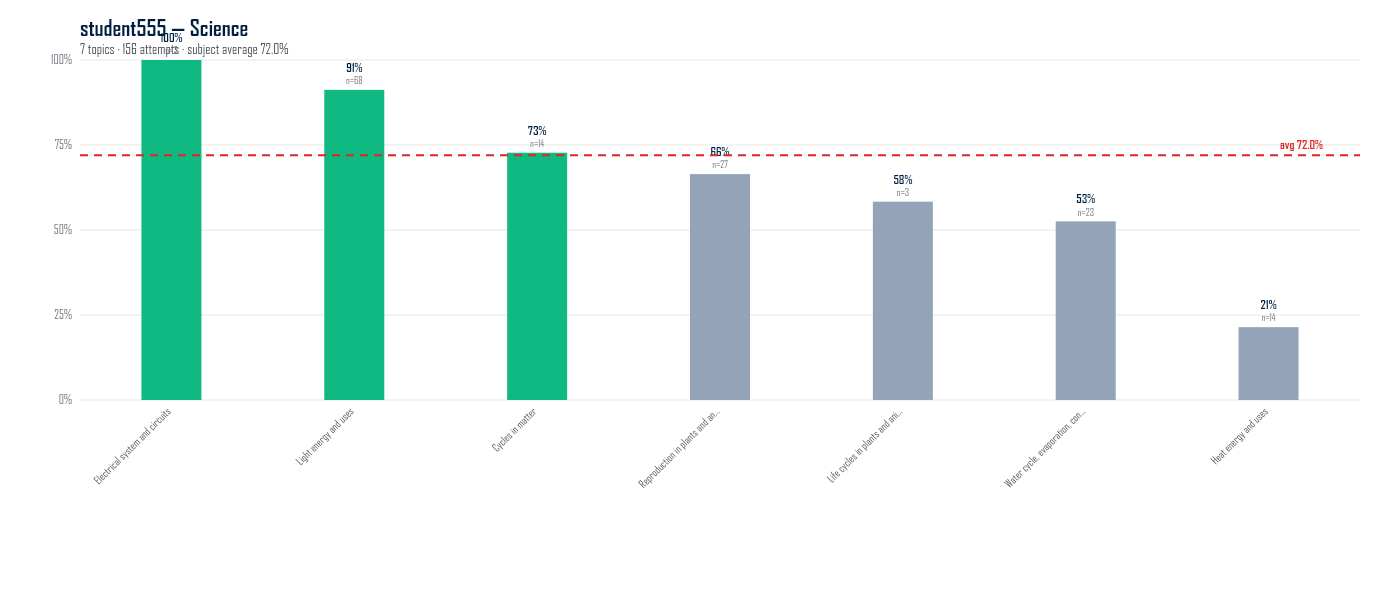 student555 — Science
100%
7 topics · 156 attempts · subject average 72.0%
100%
91%
n=68
73%
n=14
75%
avg 72.0%
66%
n=27
58%
n=3
53%
n=23
50%
21%
n=14
25%
0%
Electrical system and circuits
Light energy and uses
Cycles in matter
Reproduction in plants and an...
Life cycles in plants and ani...
Water cycle, evaporation, con...
Heat energy and uses